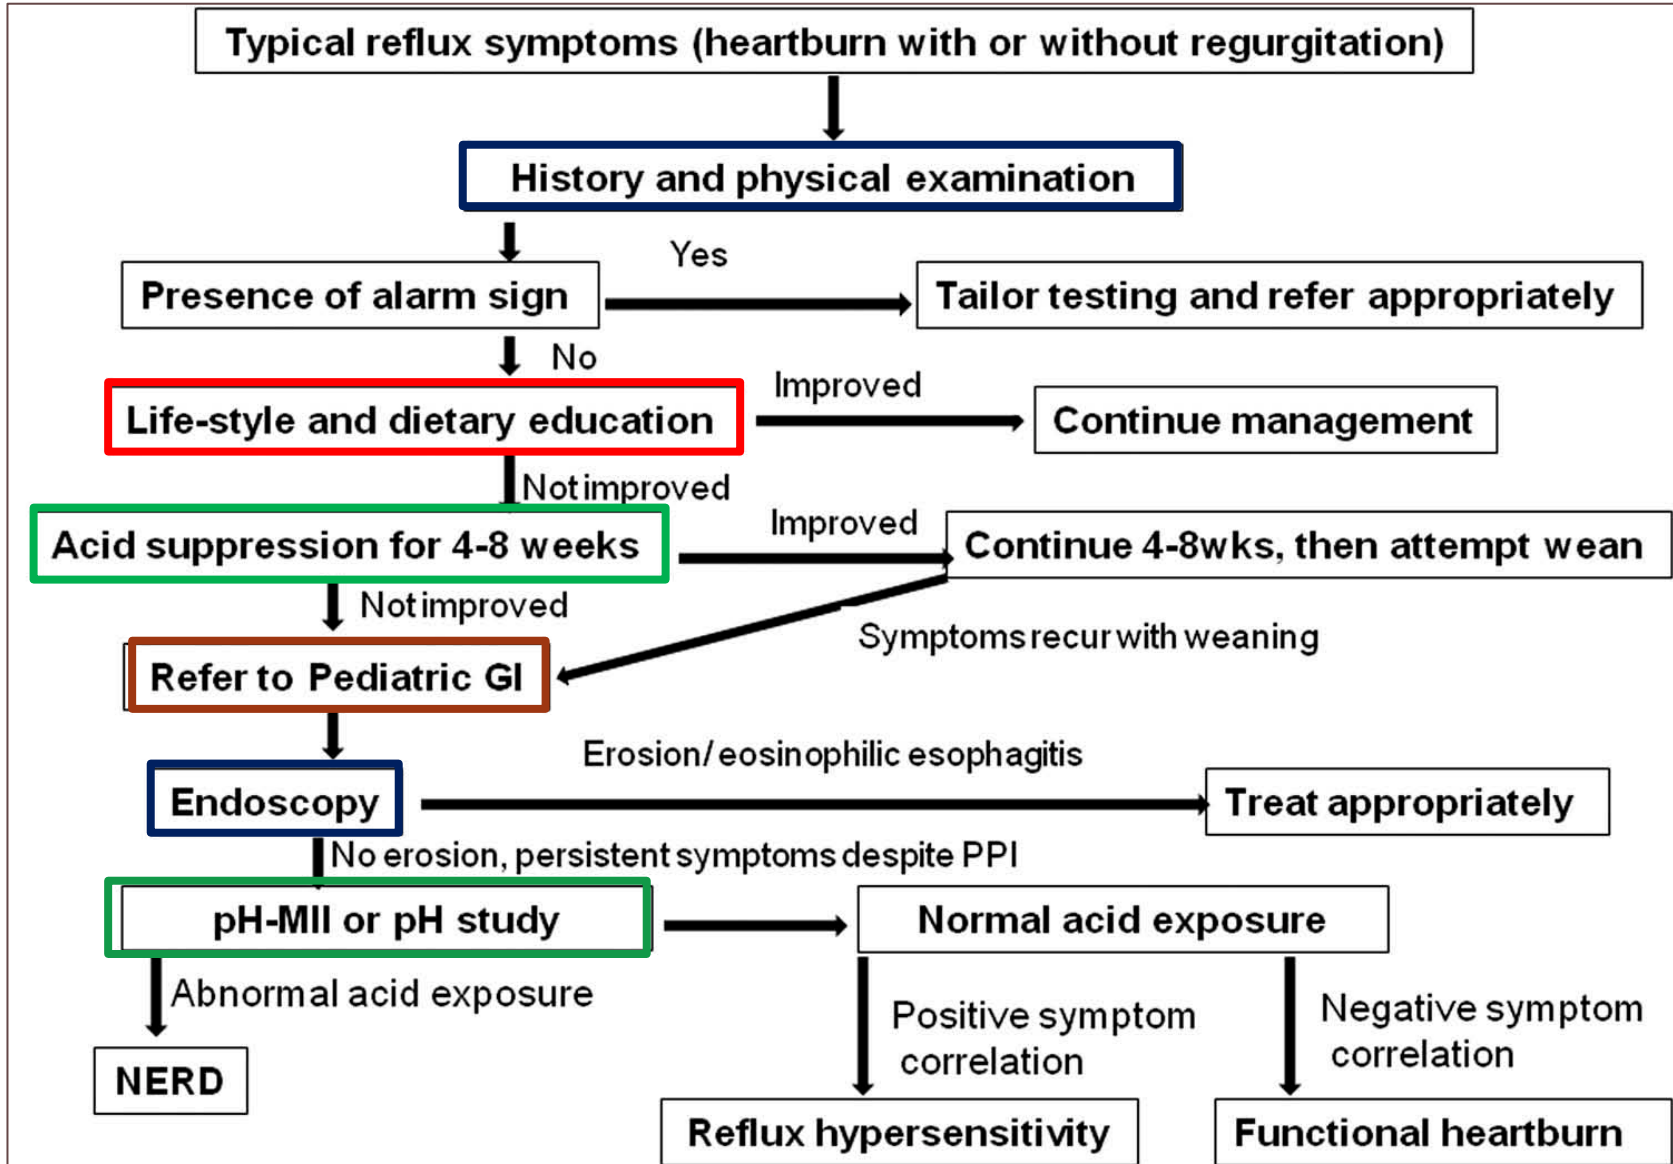 Typical reflux symptoms (heartburn with or without regurgitation)
History and physical examination
Yes
Presence of alarm sign
Tailor testing and refer appropriately
No
Improved
Life-style and dietary education
Continue management
Not improved
Improved
Acid suppression for 4-8 weeks
Continue 4-8wks, then attempt wean
Not improved
Symptoms recur with weaning
Refer to Pediatric GI
Erosion/ eosinophilic esophagitis
Endoscopy
Treat appropriately
No erosion, persistent symptoms despite PPI
pH-MII or pH study
Normal acid exposure
Abnormal acid exposure
Positive symptom
correlation
Negative symptom
correlation
NERD
Reflux hypersensitivity
Functional heartburn